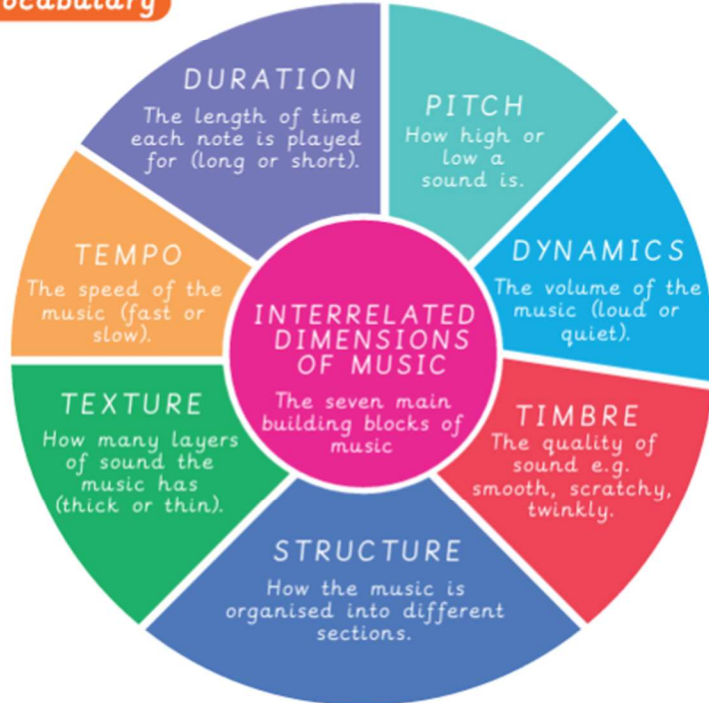 DURATION
The length of time
each note is played
for (long or short).
PITCH
How high or
low a
sound is.
DYNAMICS
The volume of the
music (loud or
quiet).
TIMBRE
The quality of
sound e.g.
smooth, scratchy,
twinkly.
STRUCTURE
How the music is
organised into different
sections.
TEXTURE
How many layers
of sound the
music has
(thick or thin).
TEMPO
The speed of the
music (fast or
slow).
INTERRELATED
DIMENSIONS
OF MUSIC
The seven main
building blocks of
music